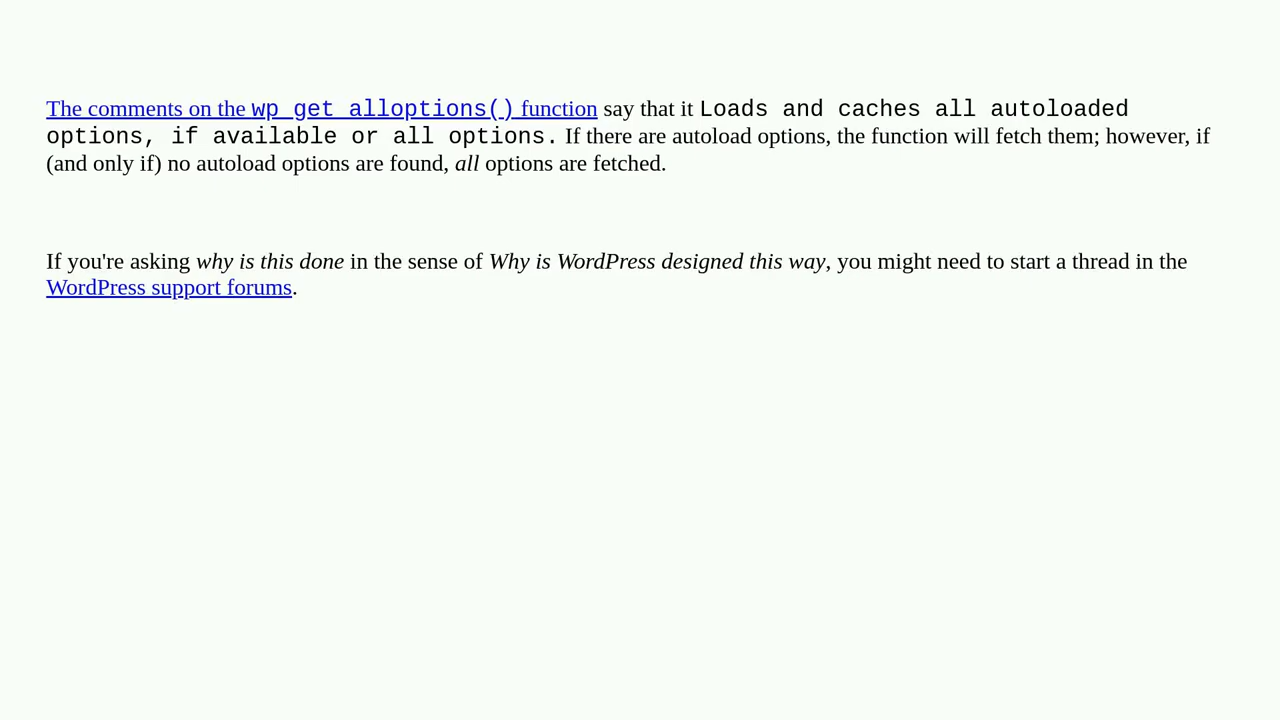 The comments on the wp_get_alloptions() function say that it Loads and caches all autoloaded
options, if available or all options. If there are autoload options, the function will fetch them; however, if
(and only if) no autoload options are found, all options are fetched.
If you're asking why is this done in the sense of Why is WordPress designed this way, you might need to start a thread in the
WordPress support forums.